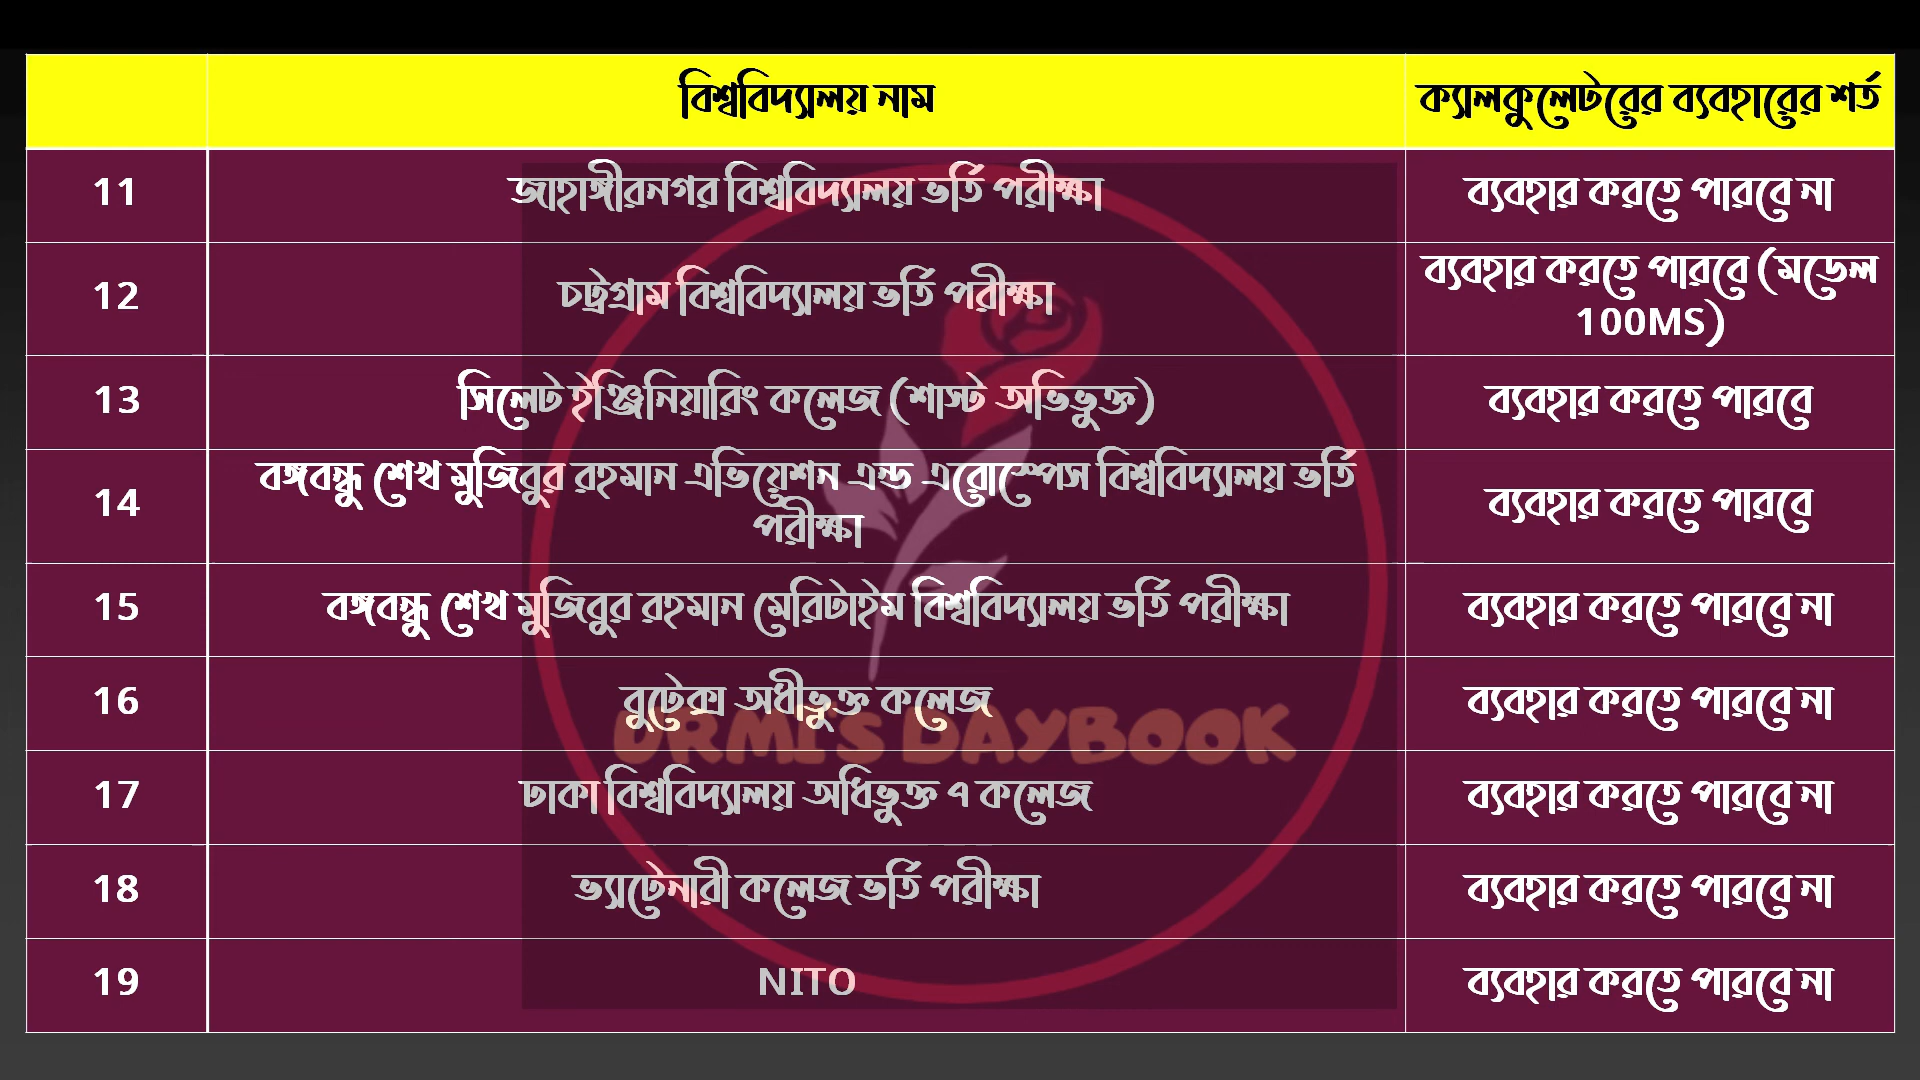 বিশ্ববিদ্যালয় নাম
ক্যালকুলেটরের ব্যবহারের শর্ত
11
জাহাঙ্গীরনগর বিশ্ববিদ্যালয় ভর্তি পরীক্ষা
ব্যবহার করতে পারবে না
12
চট্রগ্রাম বিশ্ববিদ্যালয় ভর্তি পরীক্ষা
ব্যবহার করতে পারবে (মডেল
100MS)
13
সিলেট ইঞ্জিনিয়ারিং কলেজ (শাস্ট অভিভুক্ত)
ব্যবহার করতে পারবে
14
বঙ্গবন্ধু শেখ মুজিবুর রহমান এভিয়েশন এন্ড এরোস্পেস বিশ্ববিদ্যালয় ভর্তি
পরীক্ষা
ব্যবহার করতে পারবে
15
বঙ্গবন্ধু শেখ মুজিবুর রহমান মেরিটাইম বিশ্ববিদ্যালয় ভর্তি পরীক্ষা
ব্যবহার করতে পারবে না
16
বুটেক্স অধীভুক্ত কলেজ
ব্যবহার করতে পারবে না
URMI'S DAYBOOK
17
ঢাকা বিশ্ববিদ্যালয় অধিভুক্ত ৭ কলেজ
ব্যবহার করতে পারবে না
18
ভ্যাটেনারী কলেজ ভর্তি পরীক্ষা
ব্যবহার করতে পারবে না
19
NITO
ব্যবহার করতে পারবে না